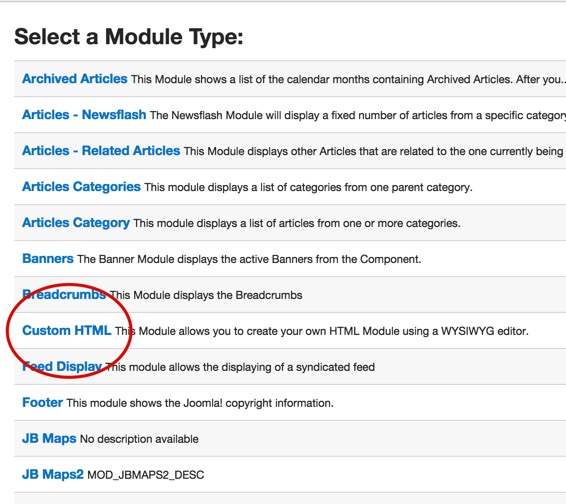 Select a Module Type:
Archived Articles This Module shows a list of the calendar months containing Archived Articles. After you..
Articles - Newsflash The Newsflash Module will display a fixed number of articles from a specific category
Articles - Related Articles This Module displays other Articles that are related to the one currently being
Articles Categories This module displays a list of categories from one parent category.
Articles Category This module displays a list of articles from one or more categories.
Banners The Banner Module displays the active Banners from the Component.
Breadcrumbs This Module displays the Breadcrumbs
Custom HTML This Module allows you to create your own HTML Module using a WYSIWYG editor.
Feed Display This module allows the displaying of a syndicated feed
Footer This module shows the Joomla! copyright information.
JB Maps No description available
JB Maps2 MOD_JBMAPS2_DESC